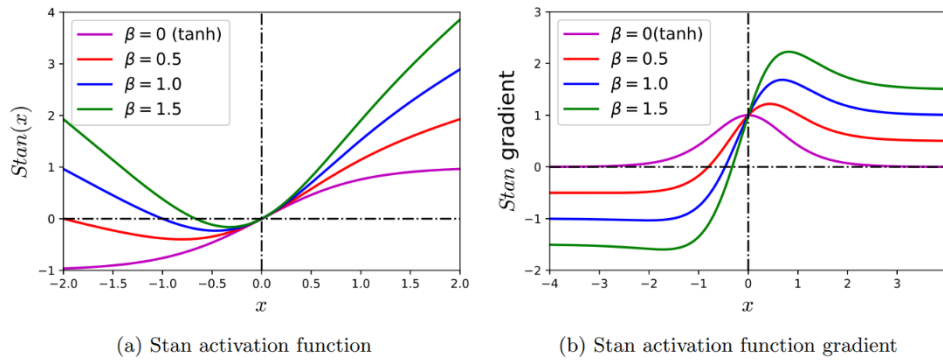 4
3
2
1
0
−1
Stan(x)
β = 0 (tanh)
β = 0.5
β = 1.0
β = 1.5
−2.0 −1.5 −1.0 −0.5 0.0 0.5 1.0 1.5 2.0
x
(a) Stan activation function
3
2
1
0
−1
−2
Stan gradient
β = 0(tanh)
β = 0.5
β = 1.0
β = 1.5
−4 −3 −2 −1 0 1 2 3
x
(b) Stan activation function gradient